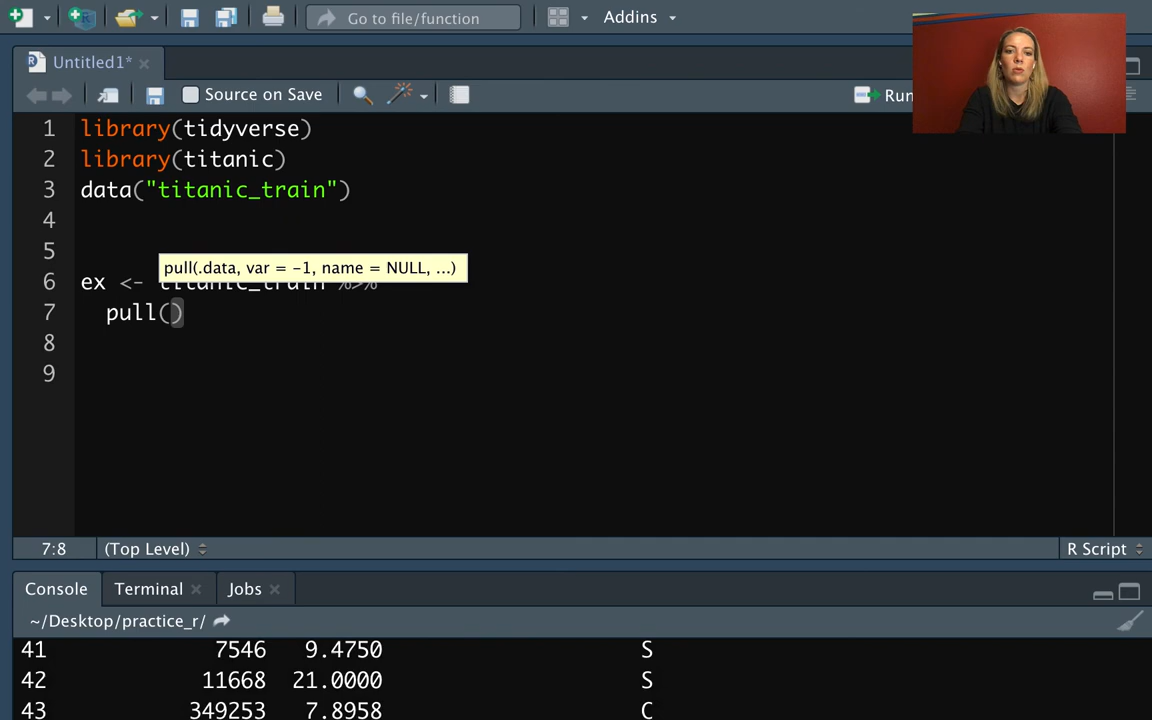 Go to file/function
Addins
Untitled1*
Source on Save
Run
1 library(tidyverse)
2 library(titanic)
3 data("titanic_train")
4
5
pull(.data, var = -1, name = NULL, ...)
6 ex <- titanic_train %>%
7 pull()
8
9
7:8 (Top Level) R Script
Console Terminal Jobs
~/Desktop/practice_r/
41 7546 9.4750 S
42 11668 21.0000 S
43 349253 7.8958 C